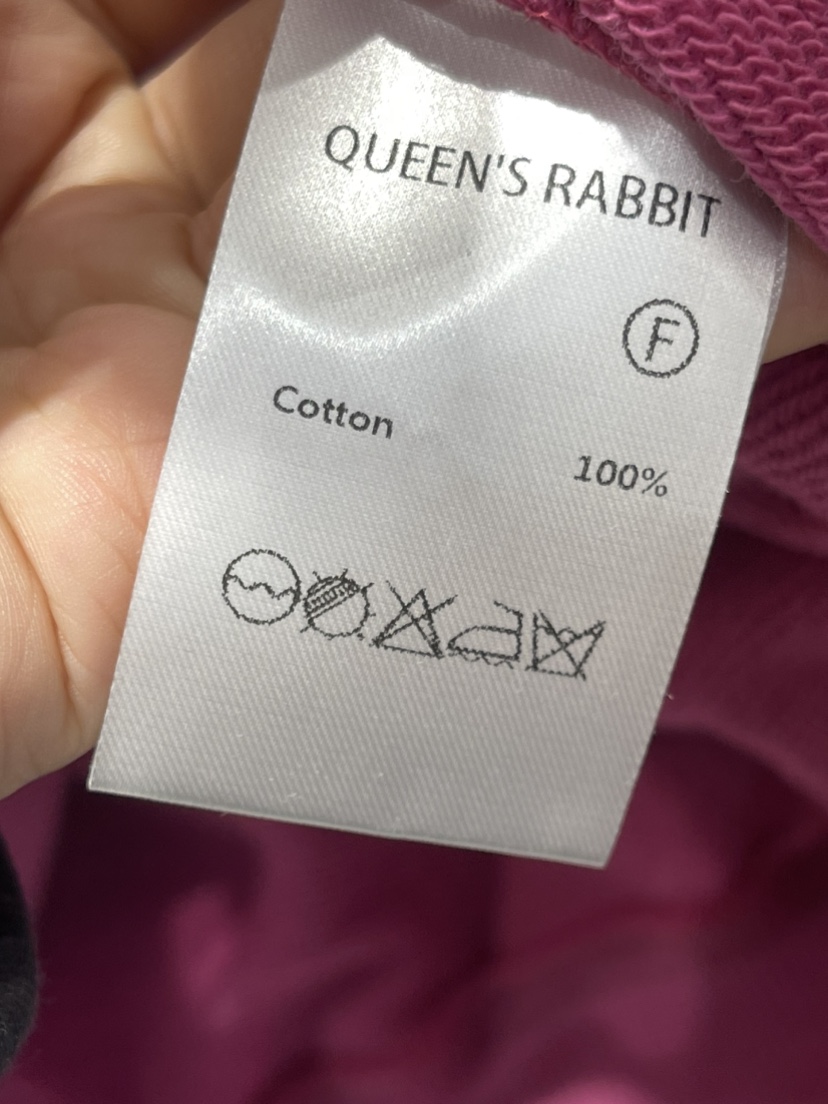 QUEEN'S RABBIT
F
Cotton
100%